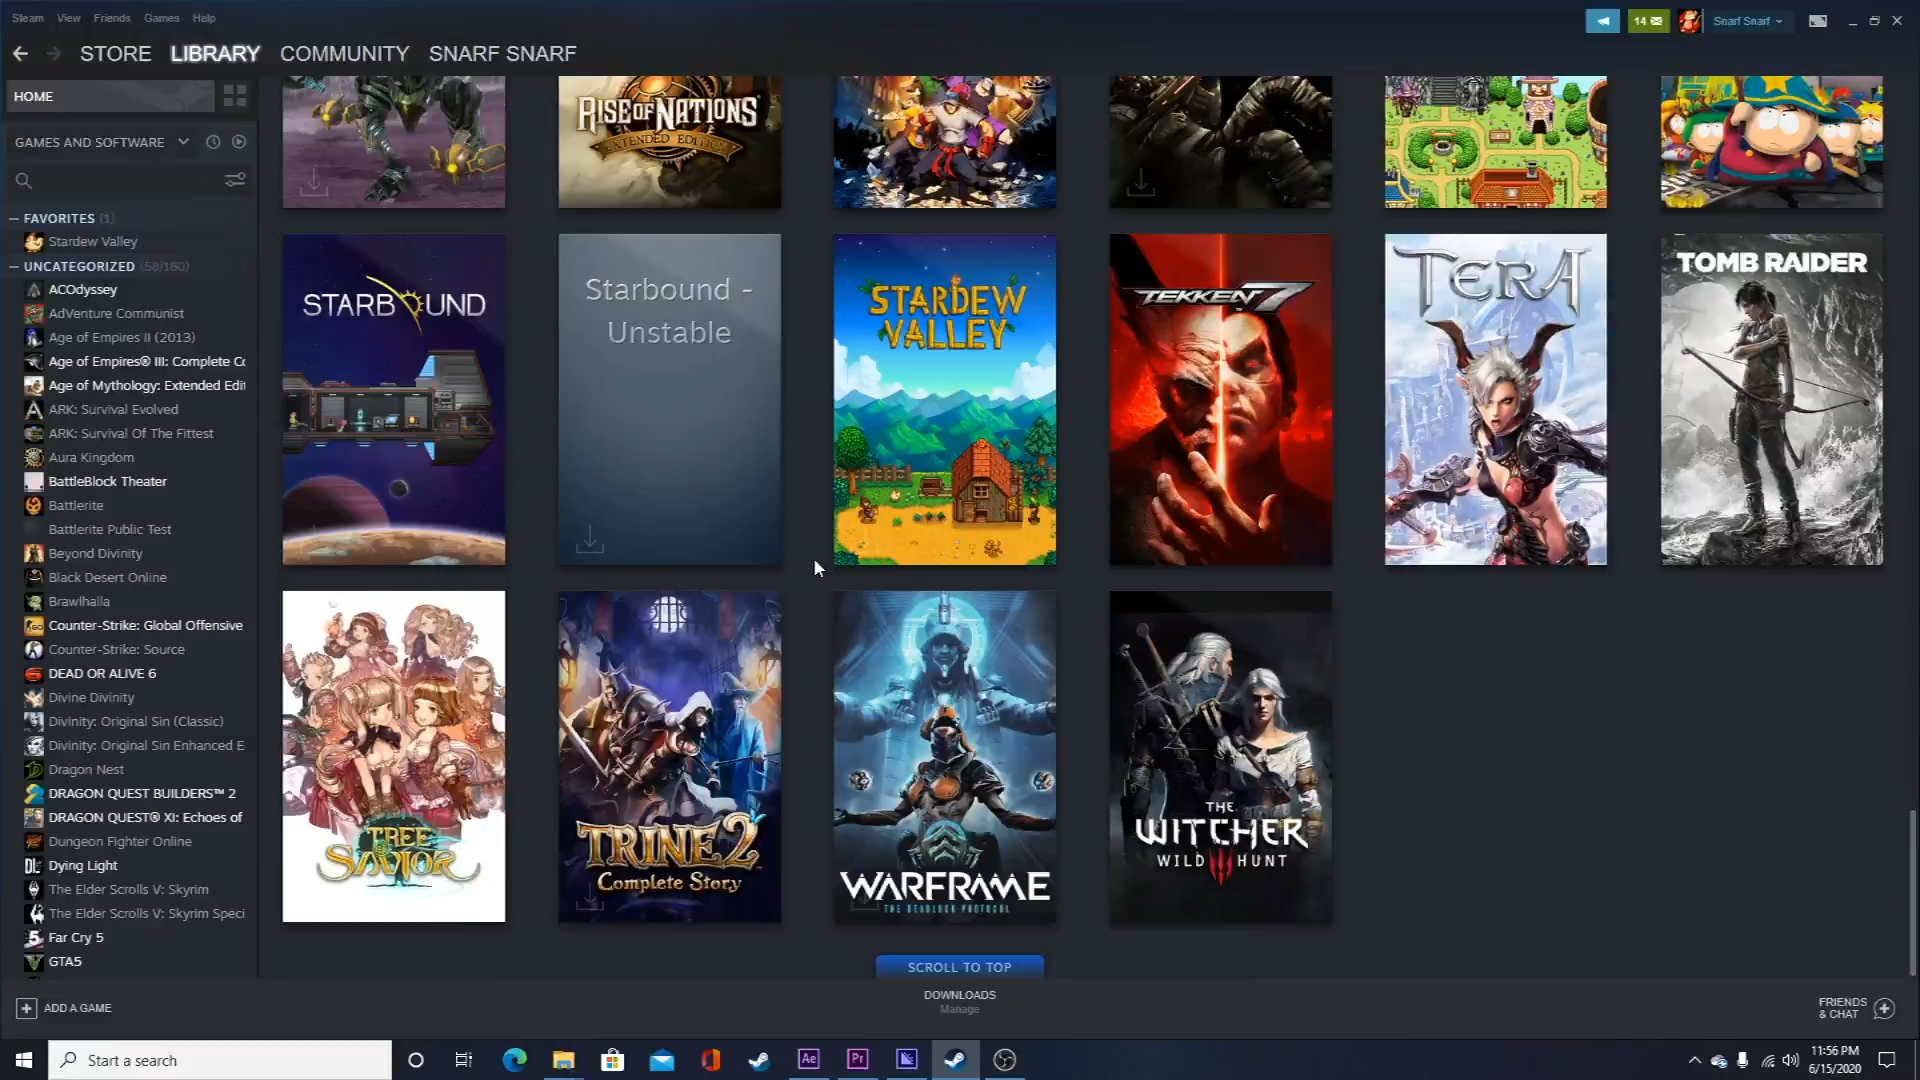 Steam View Friends Games Help
14
Snarf Snarf
STORE LIBRARY COMMUNITY SNARF SNARF
HOME
GAMES AND SOFTWARE
FAVORITES (1)
Stardew Valley
UNCATEGORIZED (58/160)
ACOdyssey
AdVenture Communist
Age of Empires II (2013)
Age of Empires® III: Complete Co
Age of Mythology: Extended Edit
ARK: Survival Evolved
ARK: Survival Of The Fittest
Aura Kingdom
BattleBlock Theater
Battlerite
Battlerite Public Test
Beyond Divinity
Black Desert Online
Brawlhalla
Counter-Strike: Global Offensive
Counter-Strike: Source
DEAD OR ALIVE 6
Divine Divinity
Divinity: Original Sin (Classic)
Divinity: Original Sin Enhanced E
Dragon Nest
DRAGON QUEST BUILDERS™ 2
DRAGON QUEST® XI: Echoes of
Dungeon Fighter Online
Dying Light
The Elder Scrolls V: Skyrim
The Elder Scrolls V: Skyrim Speci
Far Cry 5
GTA5
RISE OF NATIONS
EXTENDED EDITION
STARBOUND
Starbound -
Unstable
STARDEW
VALLEY
TEKKEN 7
TERA
TOMB RAIDER
TREE OF
SAVIOR
TRINE 2
Complete Story
WARFRAME
THE DEADLOCK PROTOCOL
THE
WITCHER
WILD HUNT
SCROLL TO TOP
ADD A GAME
DOWNLOADS
Manage
FRIENDS
& CHAT
Start a search
Ae
Pr
11:56 PM
6/15/2020